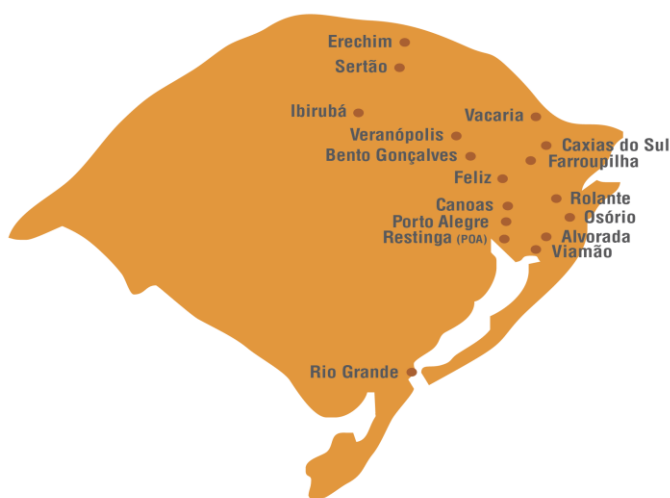 Erechim
Sertão
Ibirubá
Vacaria
Veranópolis
Caxias do Sul
Bento Gonçalves
Farroupilha
Feliz
Rolante
Canoas
Osório
Porto Alegre
Restinga (POA)
Alvorada
Viamão
Rio Grande